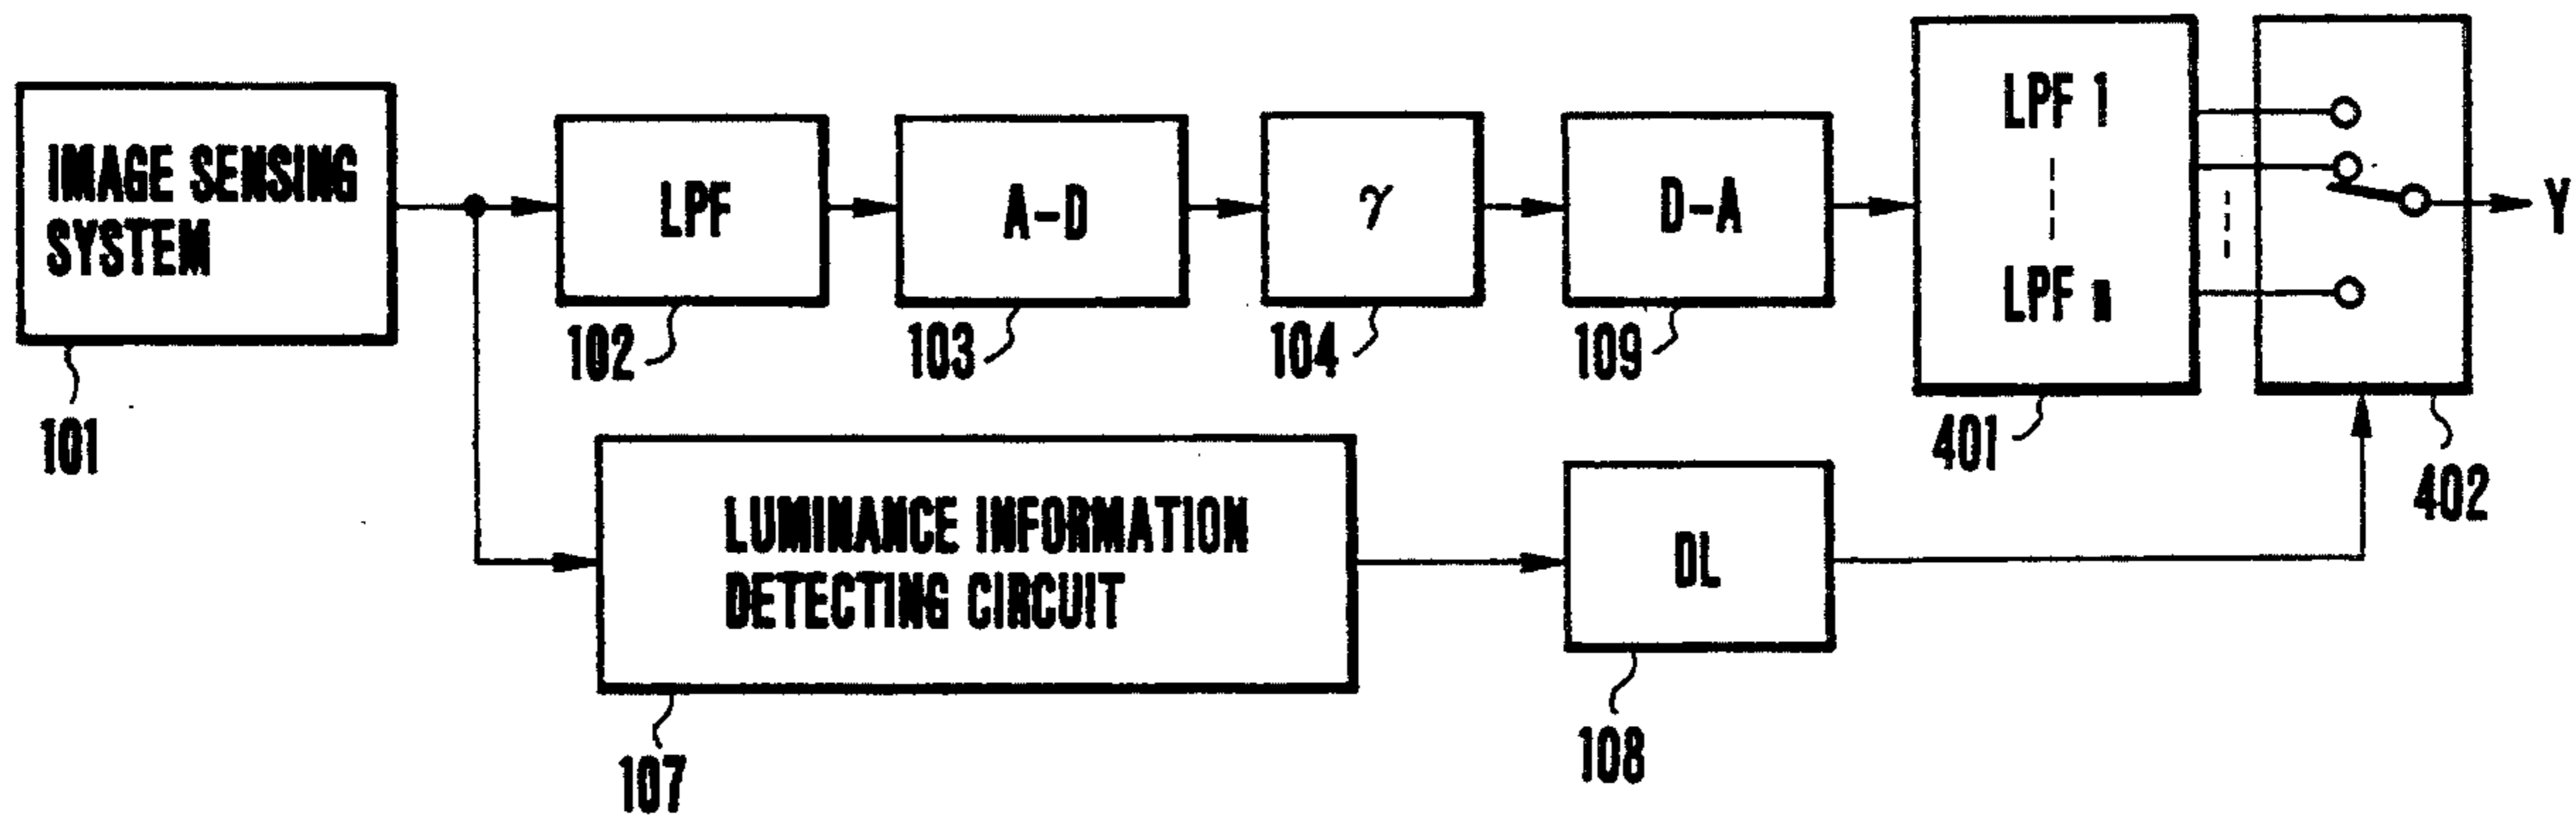 IMAGE SENSING
SYSTEM
101
LPF
102
A-D
103
γ
104
D-A
109
LPF 1
LPF n
401
402
Y
LUMINANCE INFORMATION
DETECTING CIRCUIT
107
DL
108